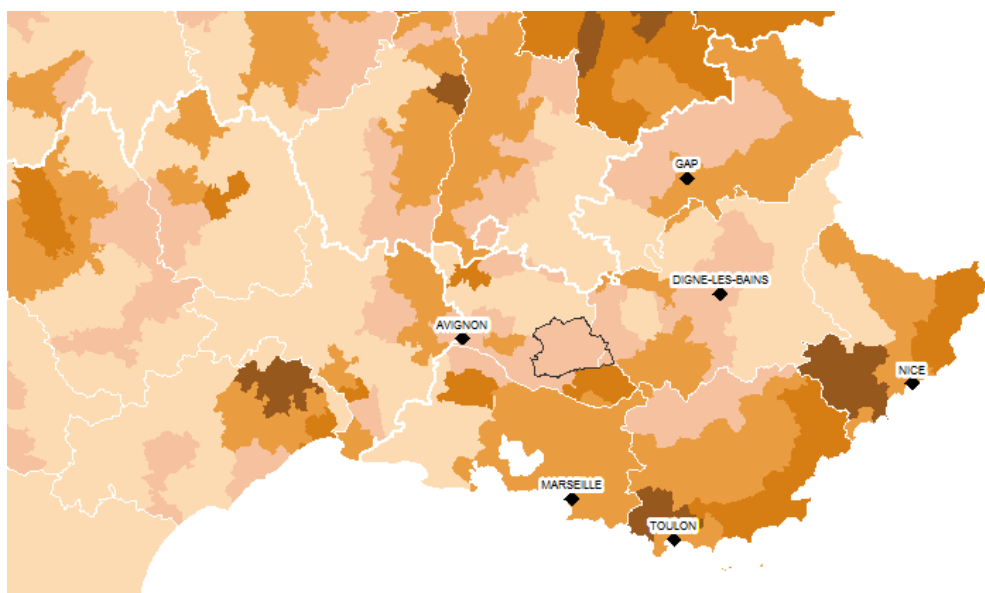 GAP
DIGNE-LES-BAINS
AVIGNON
NICE
MARSEILLE
TOULON